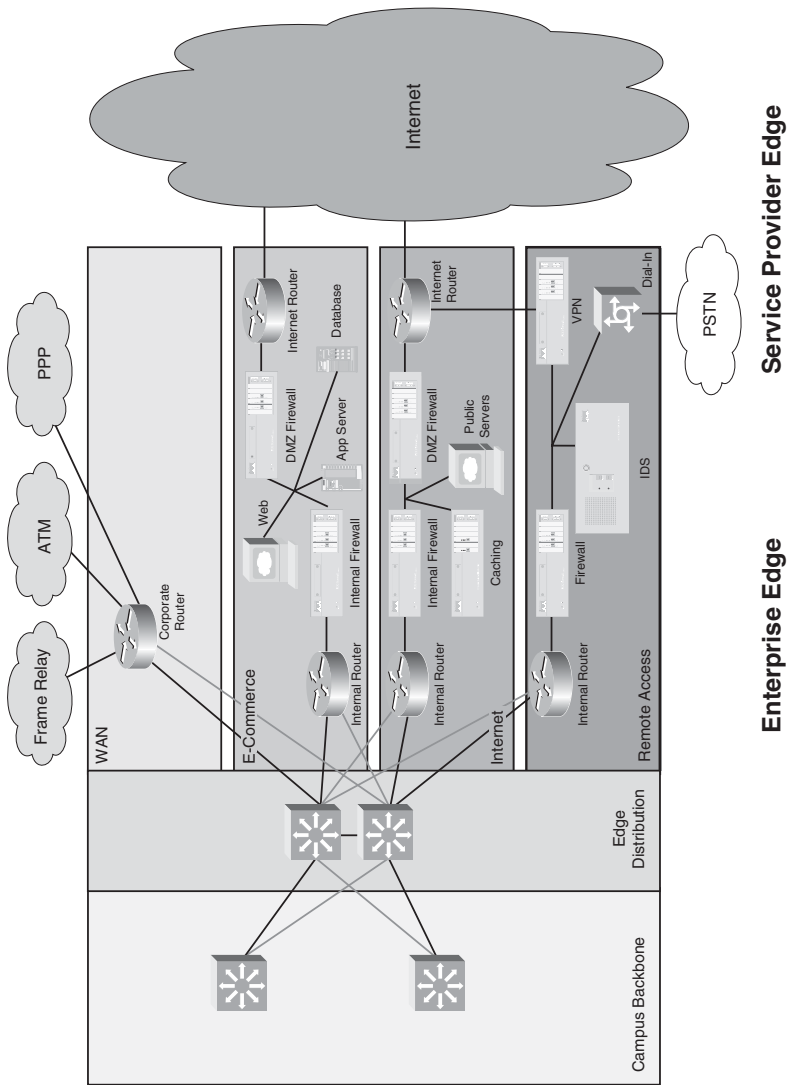 Frame Relay
ATM
PPP
WAN
Corporate
Router
E-Commerce
Internal Router
Internal Firewall
Web
App Server
DMZ Firewall
Database
Internet Router
Internet
Internet
Internal Router
Internal Firewall
Caching
Public
Servers
DMZ Firewall
Internet
Router
Remote Access
Internal Router
Firewall
IDS
VPN
Dial-In
PSTN
Edge
Distribution
Campus Backbone
Enterprise Edge
Service Provider Edge